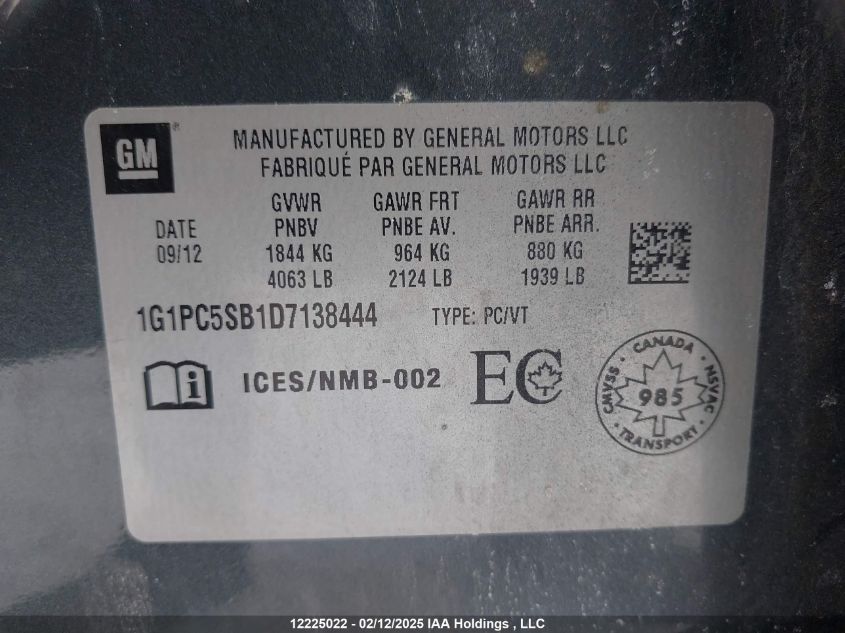 GM
MANUFACTURED BY GENERAL MOTORS LLC
FABRIQUÉ PAR GENERAL MOTORS LLC
DATE
09/12
GVWR
PNBV
1844 KG
4063 LB
GAWR FRT
PNBE AV.
964 KG
2124 LB
GAWR RR
PNBE ARR.
880 KG
1939 LB
1G1PC5SB1D7138444 TYPE: PC/VT
i ICES/NMB-002 EC
CANADA
CMVSS 985 NSVAC
TRANSPORT
12225022 - 02/12/2025 IAA Holdings , LLC